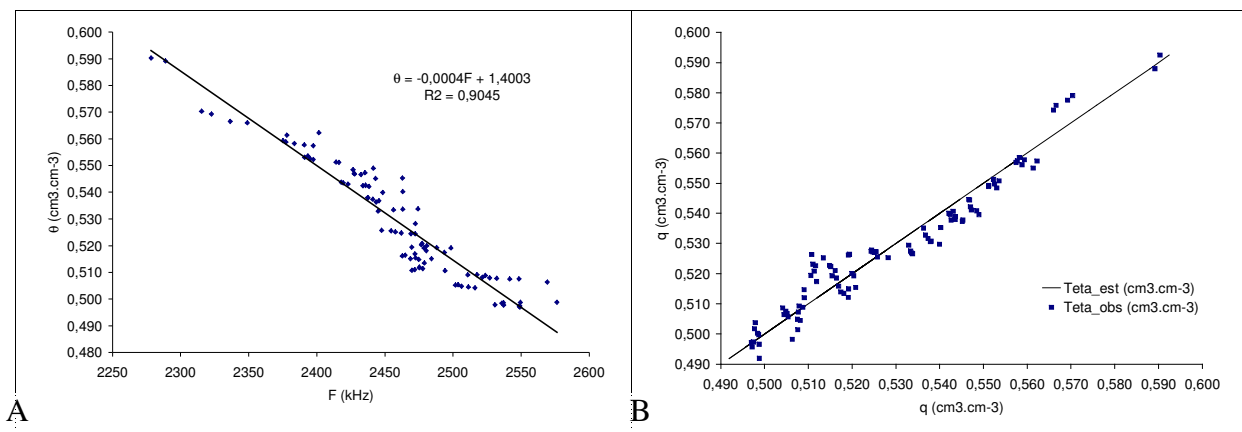 0,600
0,590
0,580
0,570
0,560
0,550
0,540
0,530
0,520
0,510
0,500
0,490
0,480
θ (cm3.cm-3)
θ = -0,0004F + 1,4003
R2 = 0,9045
2250 2300 2350 2400 2450 2500 2550 2600
F (kHz)
A
0,600
0,590
0,580
0,570
0,560
0,550
0,540
0,530
0,520
0,510
0,500
0,490
q (cm3.cm-3)
Teta_est (cm3.cm-3)
Teta_obs (cm3.cm-3)
0,490 0,500 0,510 0,520 0,530 0,540 0,550 0,560 0,570 0,580 0,590 0,600
q (cm3.cm-3)
B